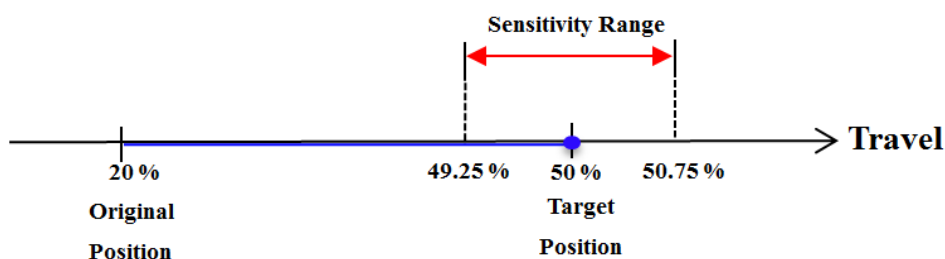 Sensitivity Range
Travel
20 %
49.25 %
50 %
50.75 %
Original
Position
Target
Position